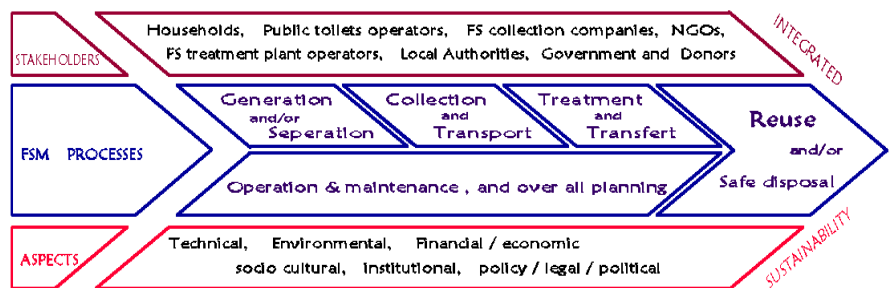 STAKEHOLDERS
Households, Public toilets operators, FS collection companies, NGOs,
FS treatment plant operators, Local Authorities, Government and Donors
INTEGRATED
FSM PROCESSES
Generation
and/or
Seperation
Collection
and
Transport
Treatment
and
Transfert
Operation & maintenance , and over all planning
Reuse
and/or
Safe disposal
ASPECTS
Technical, Environmental, Financial / economic
socio cultural, institutional, policy / legal / political
SUSTAINABILITY